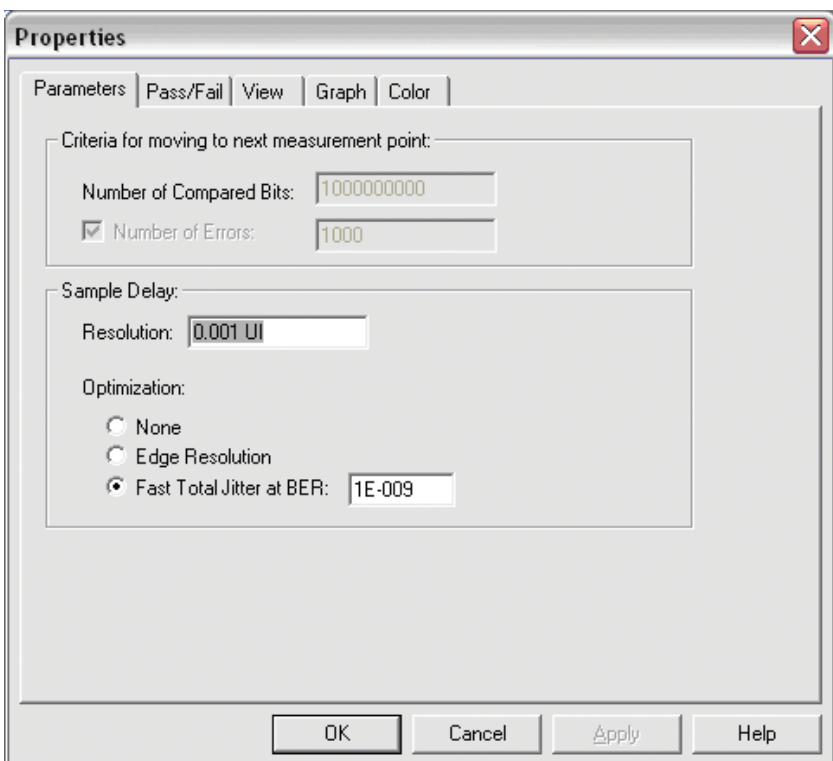 Properties
Parameters Pass/Fail View Graph Color
Criteria for moving to next measurement point:
Number of Compared Bits: 1000000000
Number of Errors: 1000
Sample Delay:
Resolution: 0.001 UI
Optimization:
None
Edge Resolution
Fast Total Jitter at BER: 1E-009
OK Cancel Apply Help